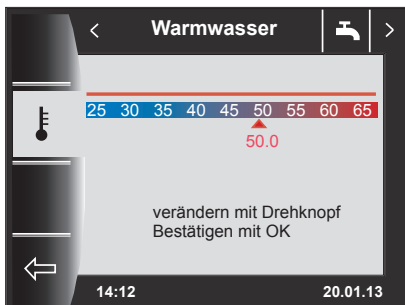 < Warmwasser >
25 30 35 40 45 50 55 60 65
50.0
verändern mit Drehknopf
Bestätigen mit OK
14:12 20.01.13